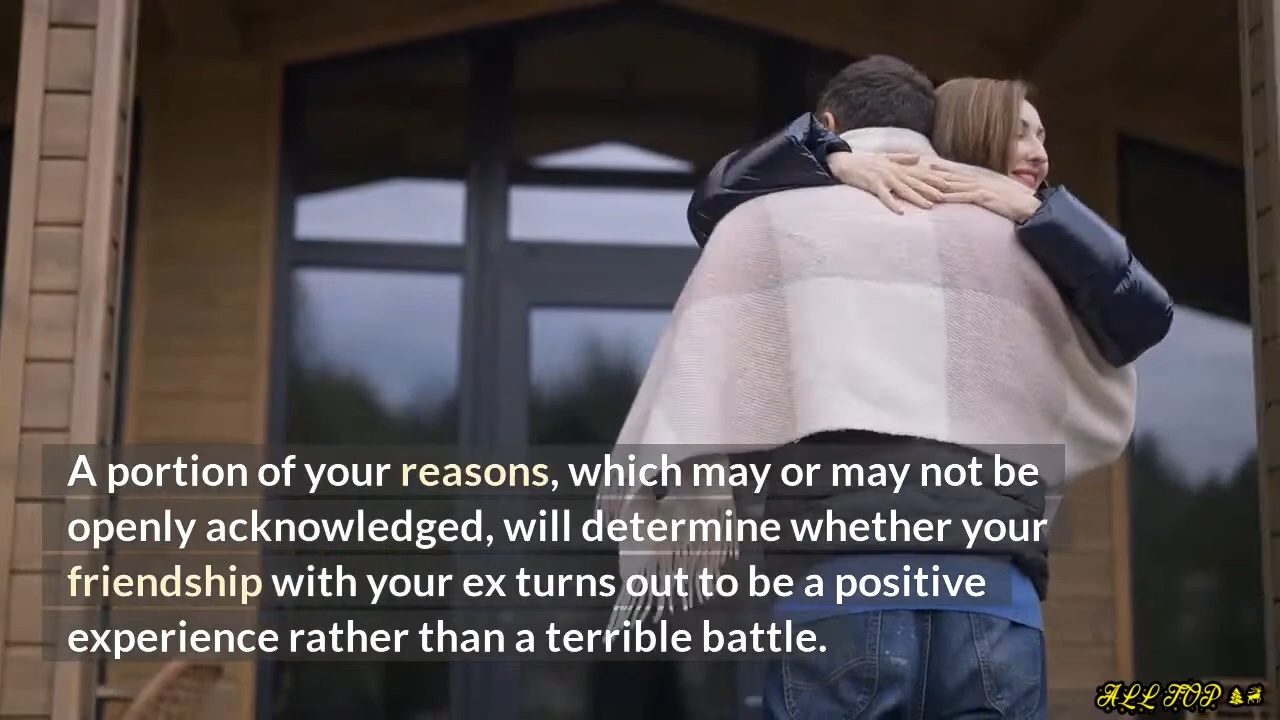 A portion of your reasons, which may or may not be
openly acknowledged, will determine whether your
friendship with your ex turns out to be a positive
experience rather than a terrible battle.
ALL TOP